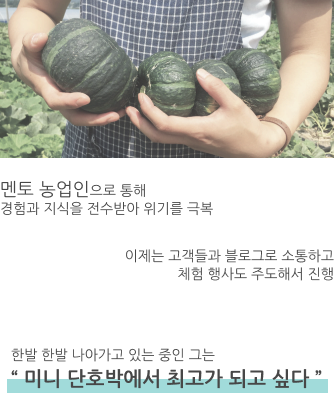 멘토 농업인으로 통해
경험과 지식을 전수받아 위기를 극복
이제는 고객들과 블로그로 소통하고
체험 행사도 주도해서 진행
한발 한발 나아가고 있는 중인 그는
“ 미니 단호박에서 최고가 되고 싶다 ”